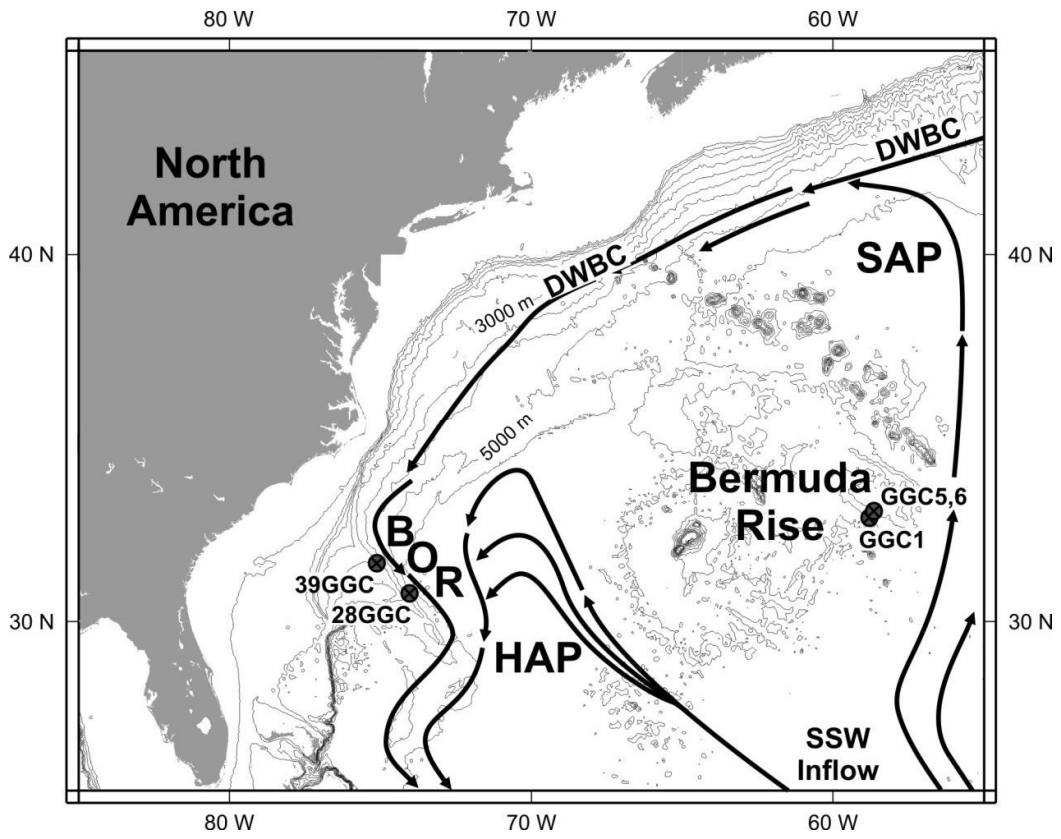 80 W
70 W
60 W
North
America
DWBC
40 N
SAP
40 N
DWBC
3000 m
5000 m
Bermuda
Rise
GGC5,6
GGC1
B
O
R
39GGC
28GGC
30 N
30 N
HAP
SSW
Inflow
80 W
70 W
60 W